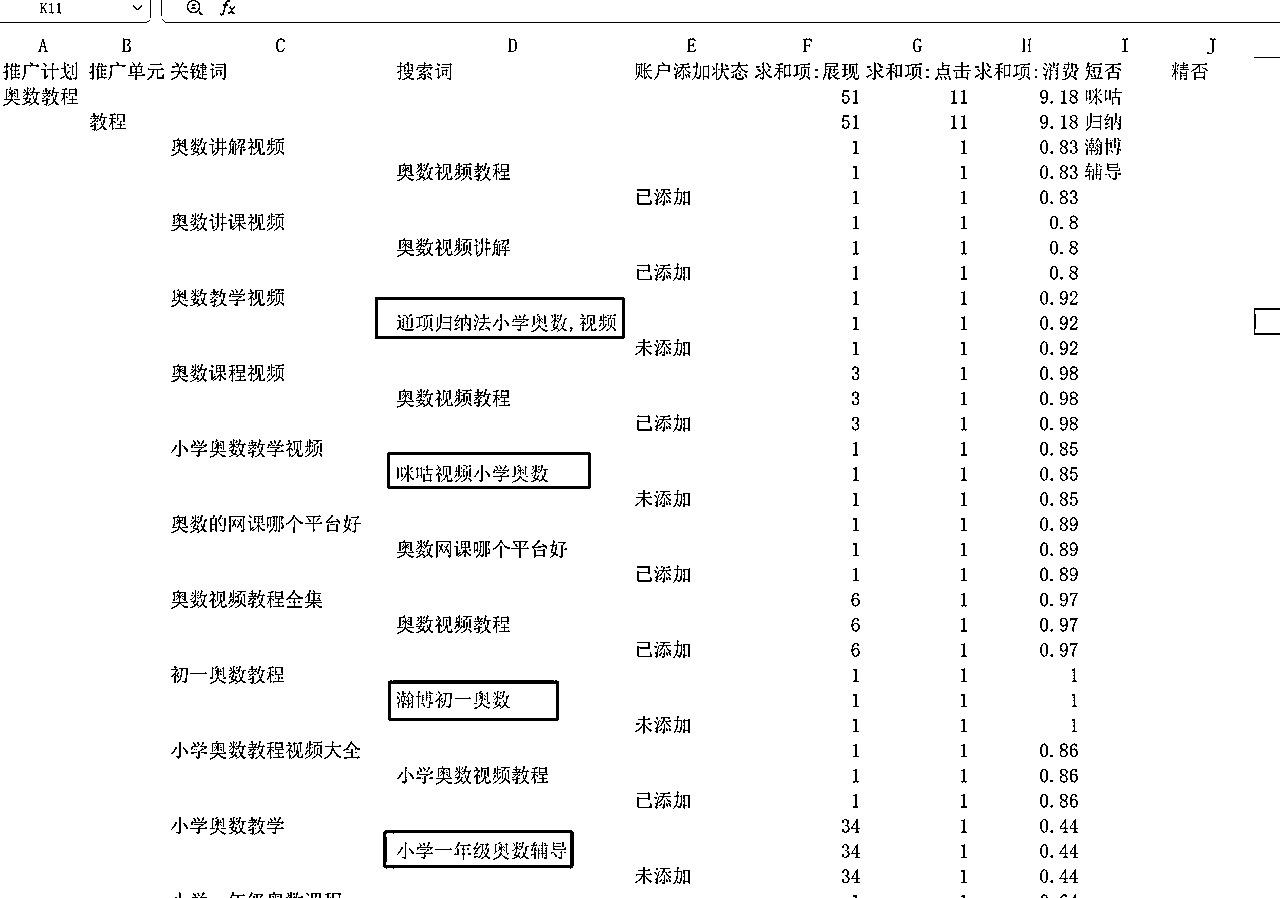 K11 fx
A B C D E F G H I J
推广计划 推广单元 关键词 搜索词 账户添加状态 求和项:展现 求和项:点击 求和项:消费 短否 精否
奥数教程 51 11 9.18 咪咕
教程 51 11 9.18 归纳
奥数讲解视频 1 1 0.83 瀚博
奥数视频教程 1 1 0.83 辅导
已添加 1 1 0.83
奥数讲课视频 1 1 0.8
奥数视频讲解 1 1 0.8
已添加 1 1 0.8
奥数教学视频 1 1 0.92
通项归纳法小学奥数,视频 1 1 0.92
未添加 1 1 0.92
奥数课程视频 3 1 0.98
奥数视频教程 3 1 0.98
已添加 3 1 0.98
小学奥数教学视频 1 1 0.85
咪咕视频小学奥数 1 1 0.85
未添加 1 1 0.85
奥数的网课哪个平台好 1 1 0.89
奥数网课哪个平台好 1 1 0.89
已添加 1 1 0.89
奥数视频教程全集 6 1 0.97
奥数视频教程 6 1 0.97
已添加 6 1 0.97
初一奥数教程 1 1 1
瀚博初一奥数 1 1 1
未添加 1 1 1
小学奥数教程视频大全 1 1 0.86
小学奥数视频教程 1 1 0.86
已添加 1 1 0.86
小学奥数教学 34 1 0.44
小学一年级奥数辅导 34 1 0.44
未添加 34 1 0.44